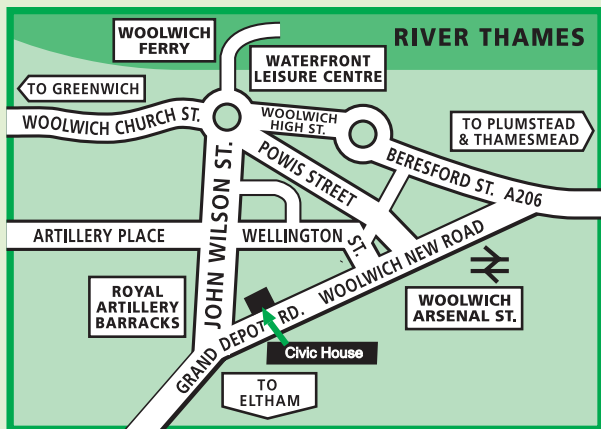 WOOLWICH
FERRY
RIVER THAMES
WATERFRONT
LEISURE CENTRE
TO GREENWICH
WOOLWICH CHURCH ST.
WOOLWICH
HIGH ST.
TO PLUMSTEAD
& THAMESMEAD
POWIS STREET
BERESFORD ST. A206
JOHN WILSON ST.
ARTILLERY PLACE
WELLINGTON ST.
WOOLWICH NEW ROAD
ROYAL
ARTILLERY
BARRACKS
WOOLWICH
ARSENAL ST.
GRAND DEPOT RD.
Civic House
TO
ELTHAM